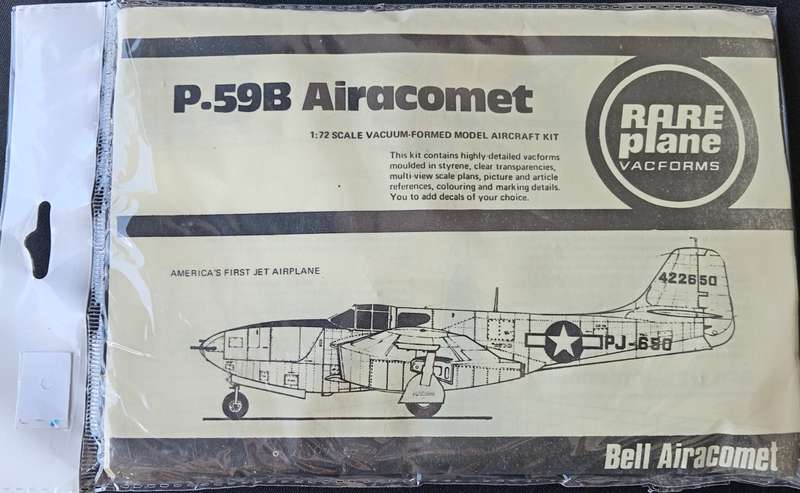 P.59B Airacomet
1:72 SCALE VACUUM-FORMED MODEL AIRCRAFT KIT
This kit contains highly-detailed vacforms
moulded in styrene, clear transparencies,
multi-view scale plans, picture and article
references, colouring and marking details.
You to add decals of your choice.
RARE
plane
VACFORMS
AMERICA'S FIRST JET AIRPLANE
422650
PJ-650
Bell Airacomet